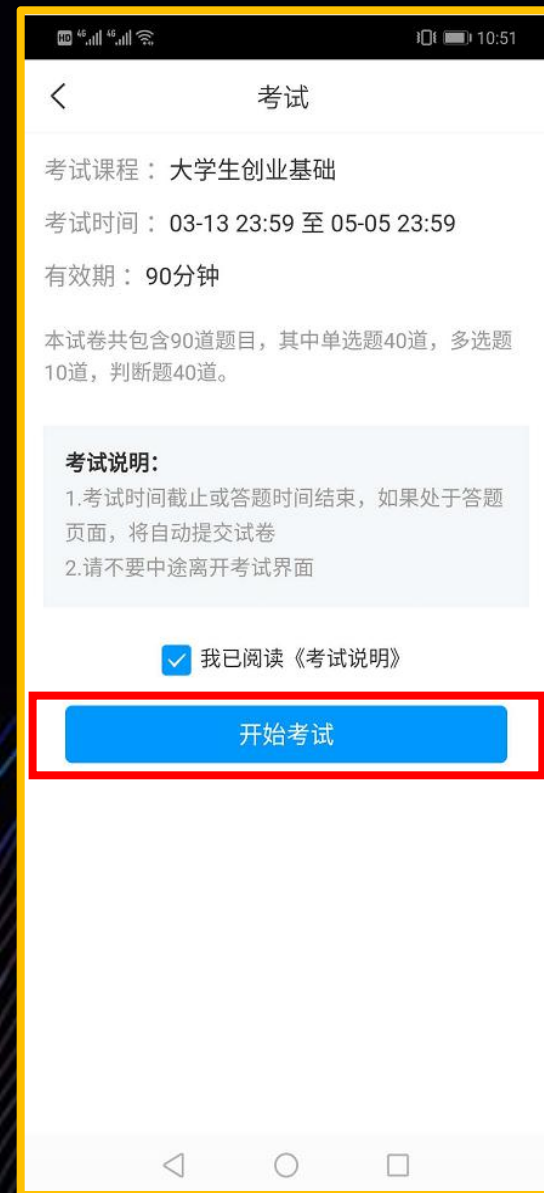 HD 4G 4G 10:51
考试
考试课程： 大学生创业基础
考试时间： 03-13 23:59 至 05-05 23:59
有效期： 90分钟
本试卷共包含90道题目，其中单选题40道，多选题
10道，判断题40道。
考试说明：
1.考试时间截止或答题时间结束，如果处于答题
页面，将自动提交试卷
2.请不要中途离开考试界面
我已阅读《考试说明》
开始考试